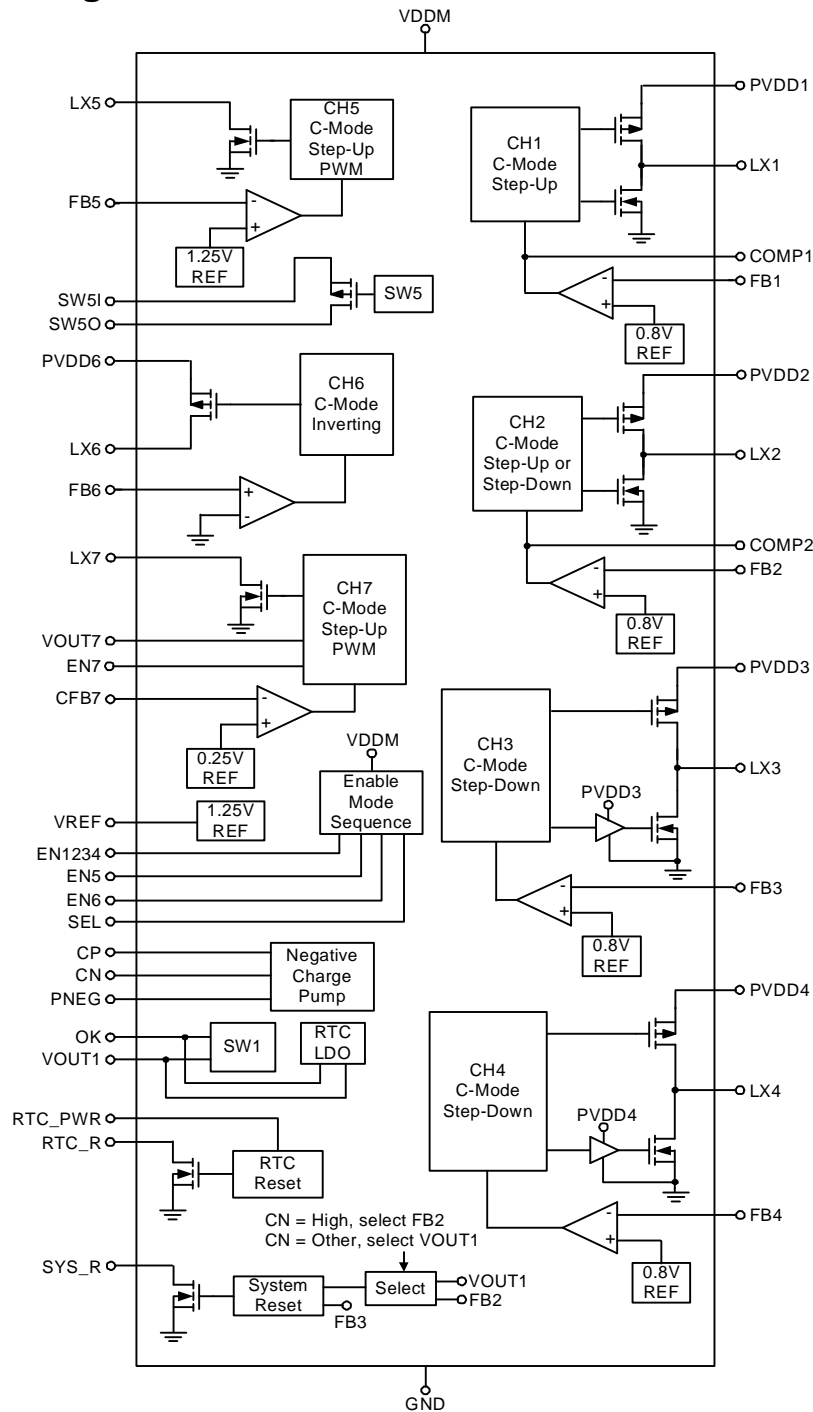 g
VDDM
LX5
CH5
C-Mode
Step-Up
PWM
FB5
-
+
1.25V
REF
SW5I
SW5
SW5O
PVDD6
CH6
C-Mode
Inverting
LX6
FB6
+
-
LX7
CH7
C-Mode
Step-Up
PWM
VOUT7
EN7
CFB7
-
+
0.25V
REF
VDDM
Enable
Mode
Sequence
VREF
1.25V
REF
EN1234
EN5
EN6
SEL
CP
CN
PNEG
Negative
Charge
Pump
OK
VOUT1
SW1
RTC
LDO
RTC_PWR
RTC_R
RTC
Reset
CN = High, select FB2
CN = Other, select VOUT1
SYS_R
System
Reset
Select
VOUT1
FB2
FB3
PVDD1
CH1
C-Mode
Step-Up
LX1
COMP1
FB1
-
+
0.8V
REF
PVDD2
CH2
C-Mode
Step-Up or
Step-Down
LX2
COMP2
FB2
-
+
0.8V
REF
PVDD3
CH3
C-Mode
Step-Down
LX3
PVDD3
FB3
-
+
0.8V
REF
PVDD4
CH4
C-Mode
Step-Down
LX4
PVDD4
FB4
-
+
0.8V
REF
GND